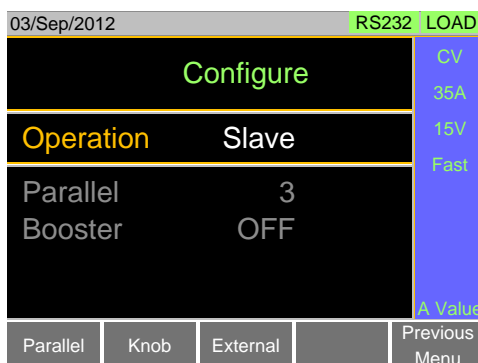 03/Sep/2012 RS232 LOAD
Configure
CV
35A
15V
Fast
Operation Slave
Parallel 3
Booster OFF
A Value
Parallel Knob External Previous Menu